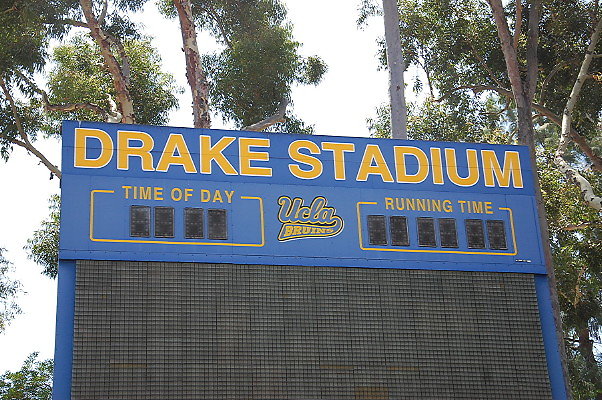 DRAKE STADIUM
TIME OF DAY
Ucla
BRUINS
RUNNING TIME